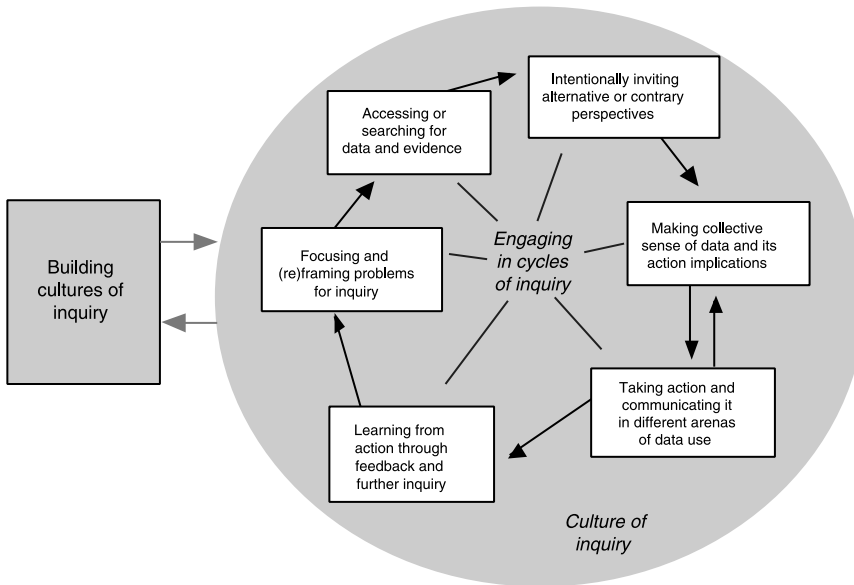 Building
cultures of
inquiry
Accessing or
searching for
data and evidence
Intentionally inviting
alternative or contrary
perspectives
Focusing and
(re)framing problems
for inquiry
Engaging
in cycles
of inquiry
Making collective
sense of data and its
action implications
Learning from
action through
feedback and
further inquiry
Taking action and
communicating it
in different arenas
of data use
Culture of
inquiry